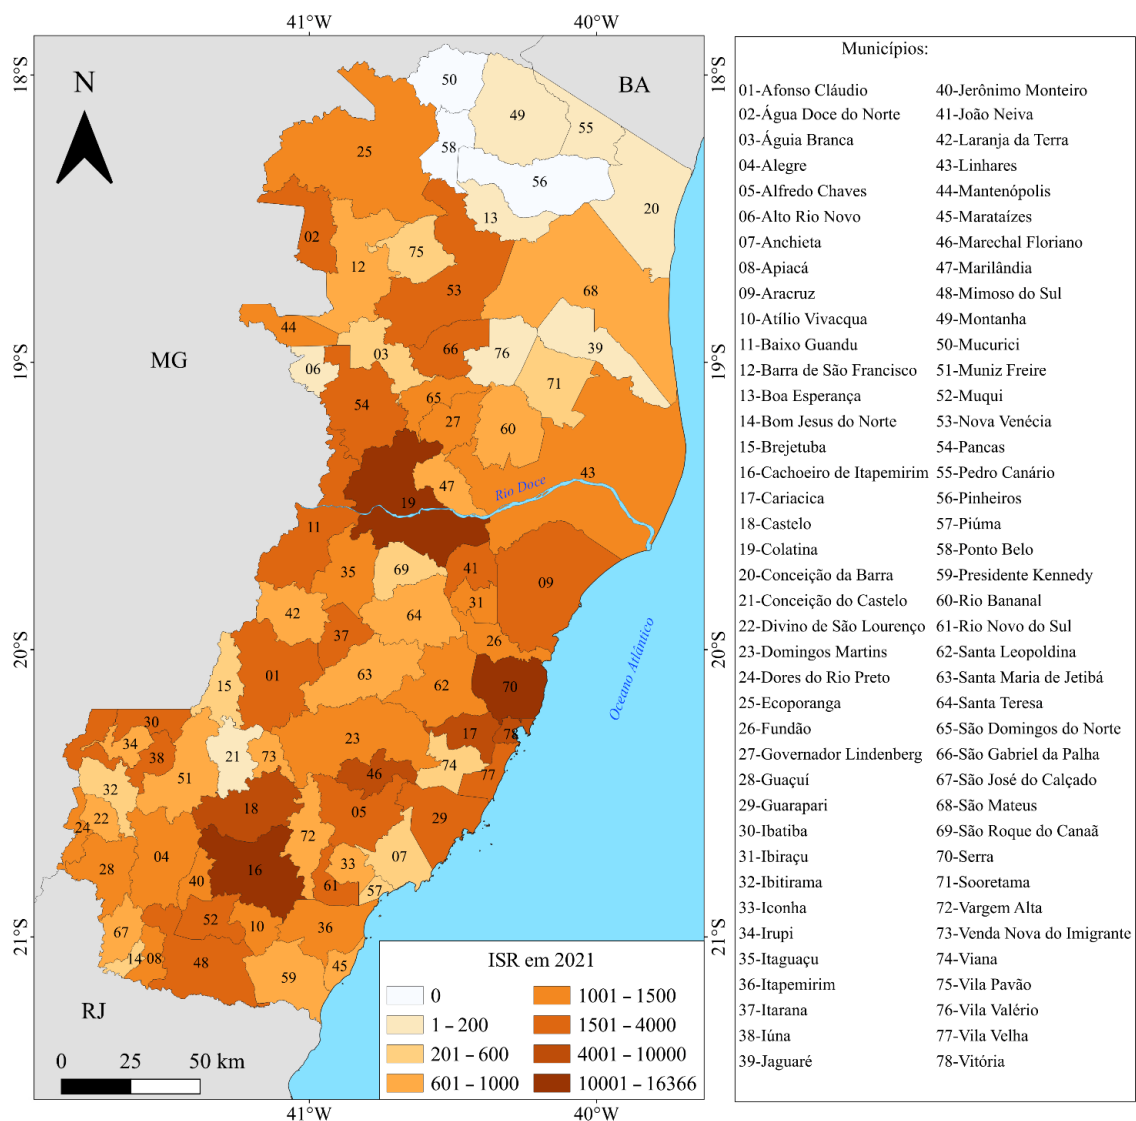 41°W
40°W
18°S
18°S
19°S
19°S
20°S
20°S
21°S
21°S
N
BA
MG
RJ
50
49
55
58
25
56
20
13
02
75
12
53
68
44
03
66
76
39
06
71
54
65
27
60
43
47
Rio Doce
19
11
35
69
41
09
31
42
64
37
26
Oceano Atlántico
63
01
62
15
70
30
34
38
21
73
23
17
78
51
46
74
77
32
18
05
29
22
24
72
07
04
28
16
33
40
61
57
52
10
36
67
14
08
48
59
45
ISR em 2021
0
1 – 200
201 – 600
601 – 1000
1001 – 1500
1501 – 4000
4001 – 10000
10001 – 16366
0 25 50 km
41°W
40°W
Municípios:
01-Afonso Cláudio
02-Água Doce do Norte
03-Águia Branca
04-Alegre
05-Alfredo Chaves
06-Alto Rio Novo
07-Anchieta
08-Apiacá
09-Aracruz
10-Atílio Vivacqua
11-Baixo Guandu
12-Barra de São Francisco
13-Boa Esperança
14-Bom Jesus do Norte
15-Brejetuba
16-Cachoeiro de Itapemirim
17-Cariacica
18-Castelo
19-Colatina
20-Conceição da Barra
21-Conceição do Castelo
22-Divino de São Lourenço
23-Domingos Martins
24-Dores do Rio Preto
25-Ecoporanga
26-Fundão
27-Governador Lindenberg
28-Guaçuí
29-Guarapari
30-Ibatiba
31-Ibiraçu
32-Ibitirama
33-Iconha
34-Irupi
35-Itaguaçu
36-Itapemirim
37-Itarana
38-Iúna
39-Jaguaré
40-Jerônimo Monteiro
41-João Neiva
42-Laranja da Terra
43-Linhares
44-Mantenópolis
45-Marataízes
46-Marechal Floriano
47-Marilândia
48-Mimoso do Sul
49-Montanha
50-Mucurici
51-Muniz Freire
52-Muqui
53-Nova Venécia
54-Pancas
55-Pedro Canário
56-Pinheiros
57-Piúma
58-Ponto Belo
59-Presidente Kennedy
60-Rio Bananal
61-Rio Novo do Sul
62-Santa Leopoldina
63-Santa Maria de Jetibá
64-Santa Teresa
65-São Domingos do Norte
66-São Gabriel da Palha
67-São José do Calçado
68-São Mateus
69-São Roque do Canaã
70-Serra
71-Sooretama
72-Vargem Alta
73-Venda Nova do Imigrante
74-Viana
75-Vila Pavão
76-Vila Valério
77-Vila Velha
78-Vitória